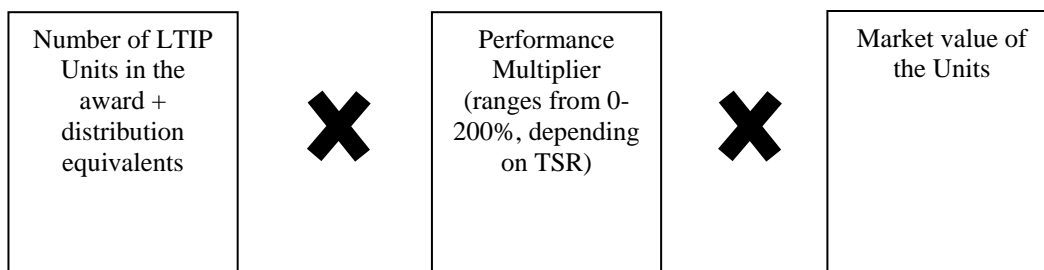 Number of LTIP
Units in the
award +
distribution
equivalents
Performance
Multiplier
(ranges from 0-
200%, depending
on TSR)
Market value of
the Units